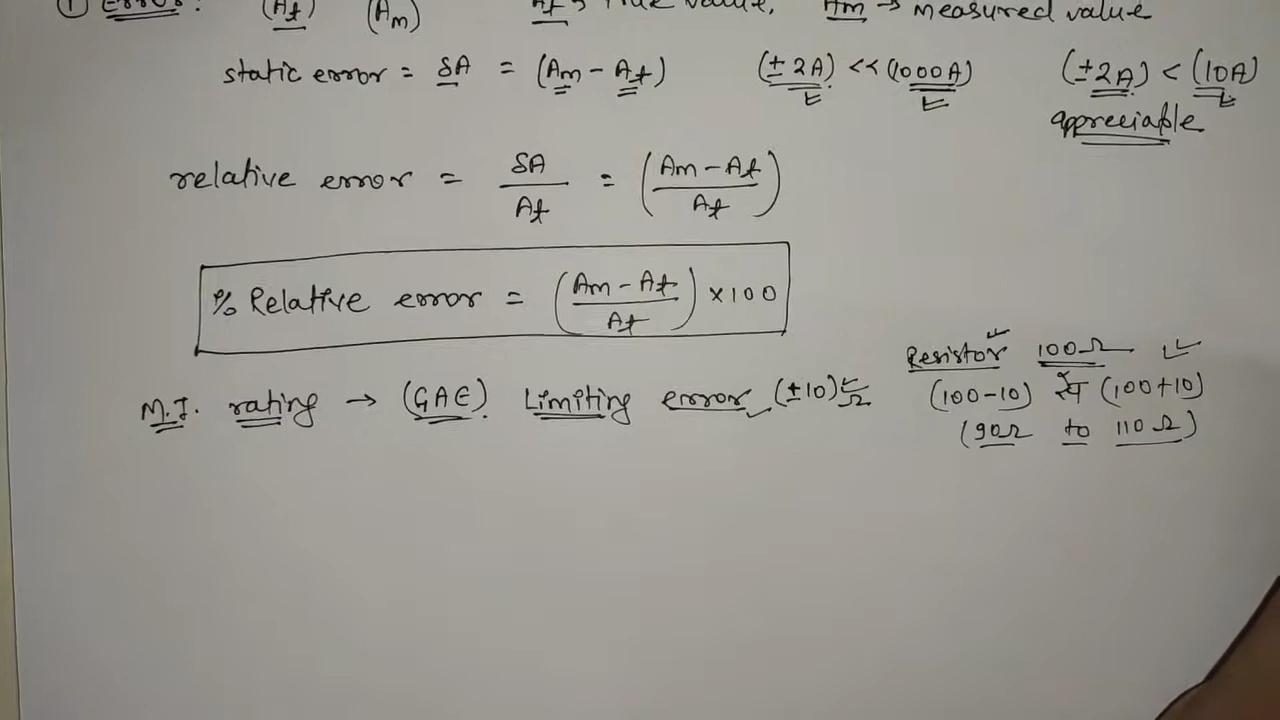 ① Error: (At) (Am) At → True value, Am → measured value
static error = δA = (Am - At) (± 2A) << (1000A) (±2A) < (10A)
appreciable
relative error = δA/At = (Am - At/At)
% Relative error = (Am - At/At) × 100
Resistor 100Ω
M.I. rating → (GAE) Limiting error (±10) Ω (100-10) से (100+10)
(90Ω to 110Ω)